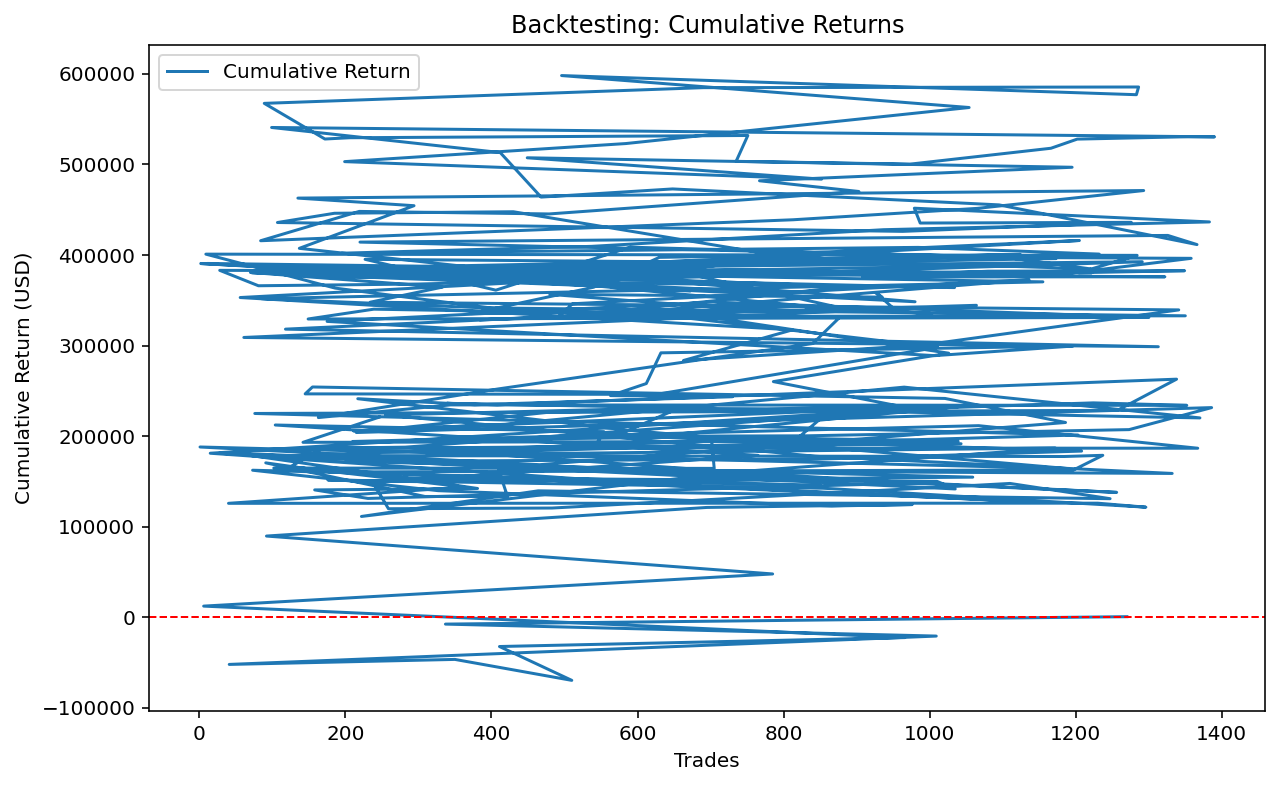 Backtesting: Cumulative Returns
Cumulative Return
600000
500000
400000
300000
200000
100000
0
−100000
Cumulative Return (USD)
0 200 400 600 800 1000 1200 1400
Trades